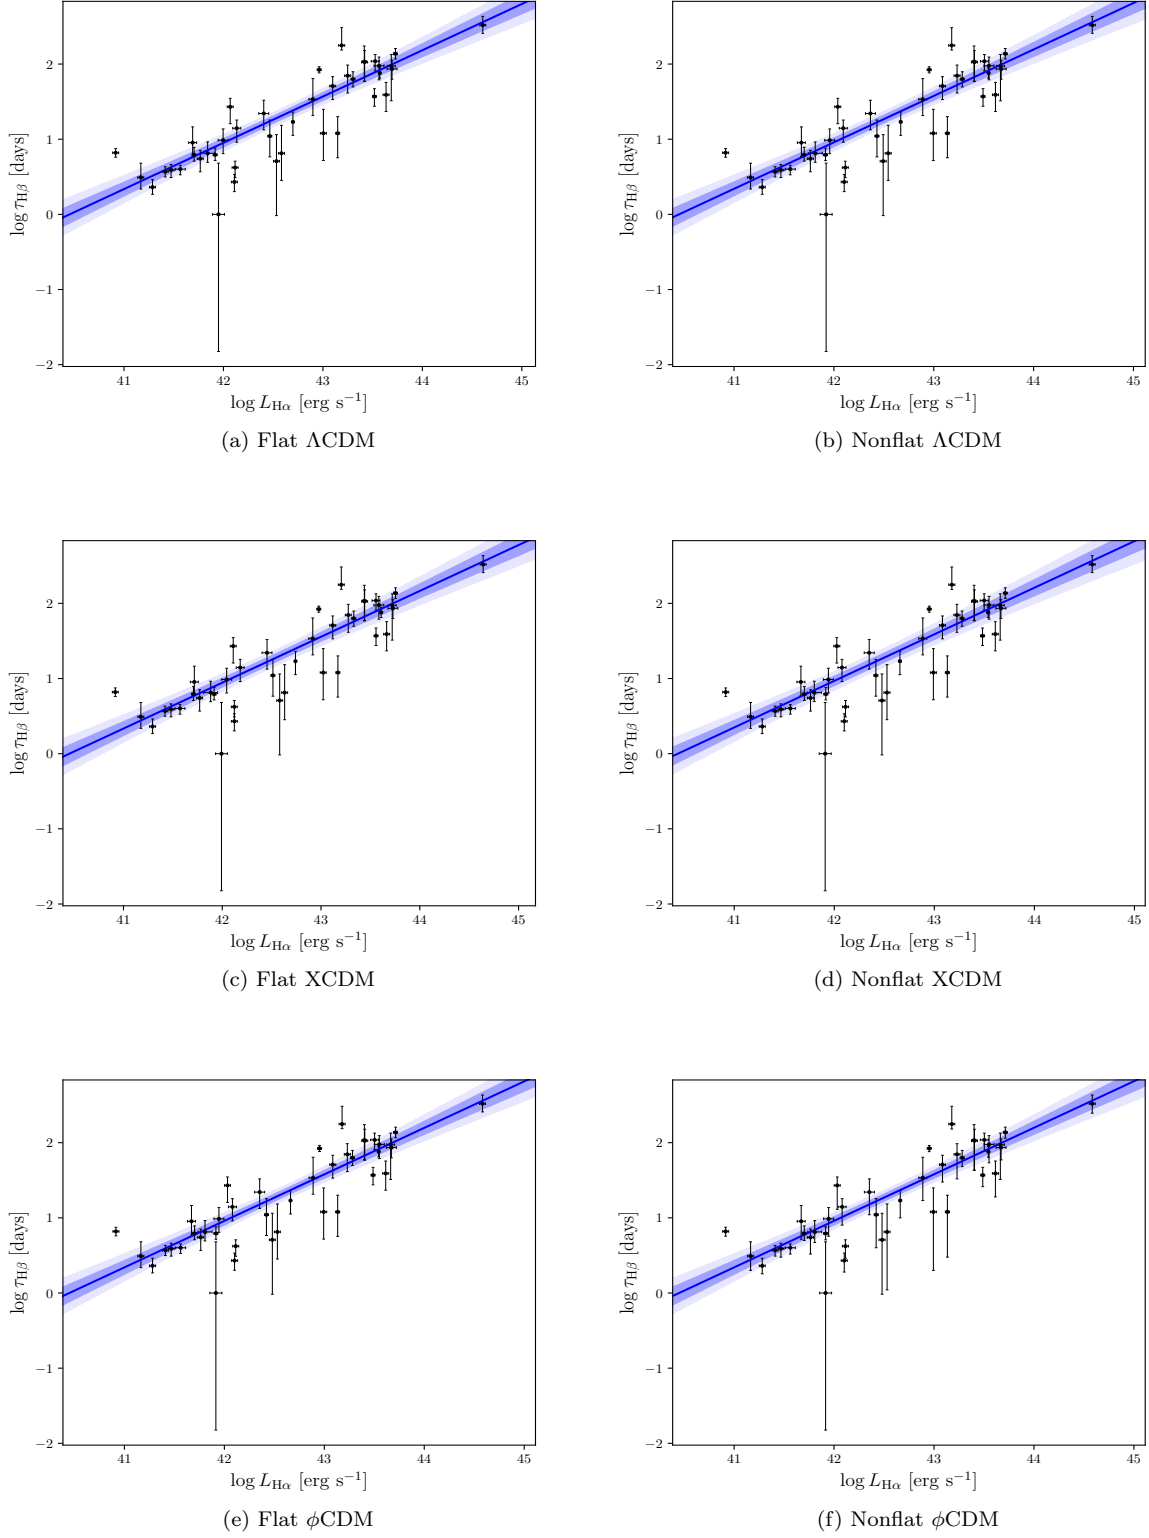 2
1
0
−1
−2
log τHβ [days]
41 42 43 44 45
log LHα [erg s⁻¹]
(a) Flat ΛCDM
2
1
0
−1
−2
log τHβ [days]
41 42 43 44 45
log LHα [erg s⁻¹]
(b) Nonflat ΛCDM
2
1
0
−1
−2
log τHβ [days]
41 42 43 44 45
log LHα [erg s⁻¹]
(c) Flat XCDM
2
1
0
−1
−2
log τHβ [days]
41 42 43 44 45
log LHα [erg s⁻¹]
(d) Nonflat XCDM
2
1
0
−1
−2
log τHβ [days]
41 42 43 44 45
log LHα [erg s⁻¹]
(e) Flat ϕCDM
2
1
0
−1
−2
log τHβ [days]
41 42 43 44 45
log LHα [erg s⁻¹]
(f) Nonflat ϕCDM